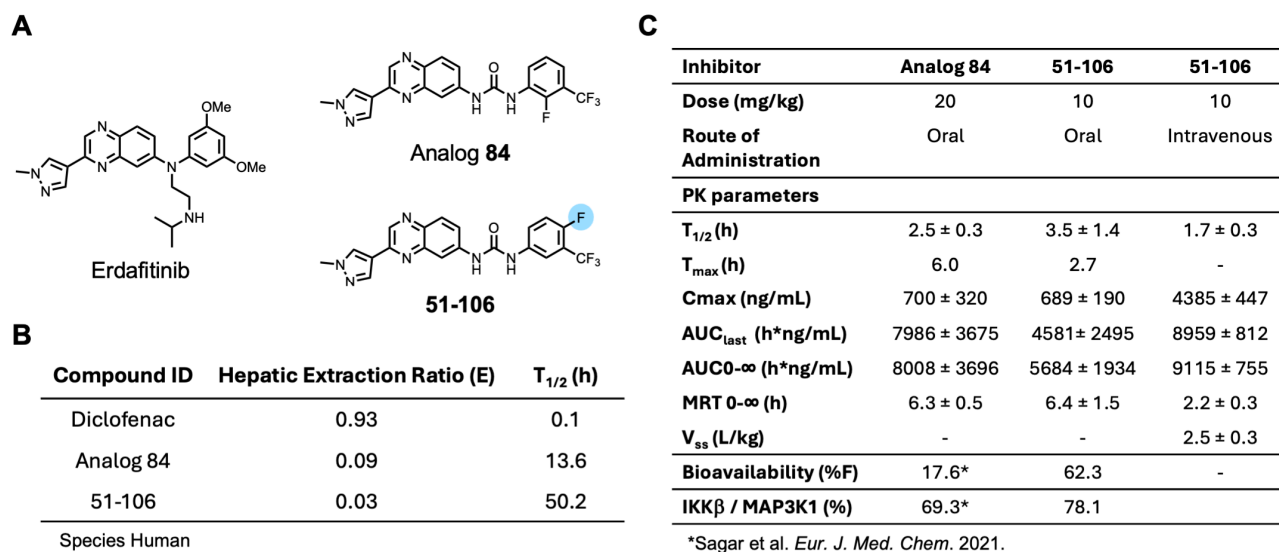 A
Erdafitinib
N
N
N
N
N
OMe
OMe
NH
N
N
N
N
O
N
H
N
H
F
CF3
Analog 84
N
N
N
N
O
N
H
N
H
F
CF3
51-106
B
Compound ID Hepatic Extraction Ratio (E) T1/2 (h)
Diclofenac 0.93 0.1
Analog 84 0.09 13.6
51-106 0.03 50.2
Species Human
C
Inhibitor Analog 84 51-106 51-106
Dose (mg/kg) 20 10 10
Route of Oral Oral Intravenous
Administration
PK parameters
T1/2 (h) 2.5 ± 0.3 3.5 ± 1.4 1.7 ± 0.3
Tmax (h) 6.0 2.7 -
Cmax (ng/mL) 700 ± 320 689 ± 190 4385 ± 447
AUClast (h*ng/mL) 7986 ± 3675 4581± 2495 8959 ± 812
AUC0-∞ (h*ng/mL) 8008 ± 3696 5684 ± 1934 9115 ± 755
MRT 0-∞ (h) 6.3 ± 0.5 6.4 ± 1.5 2.2 ± 0.3
Vss (L/kg) - - 2.5 ± 0.3
Bioavailability (%F) 17.6* 62.3 -
IKKβ / MAP3K1 (%) 69.3* 78.1
*Sagar et al. Eur. J. Med. Chem. 2021.